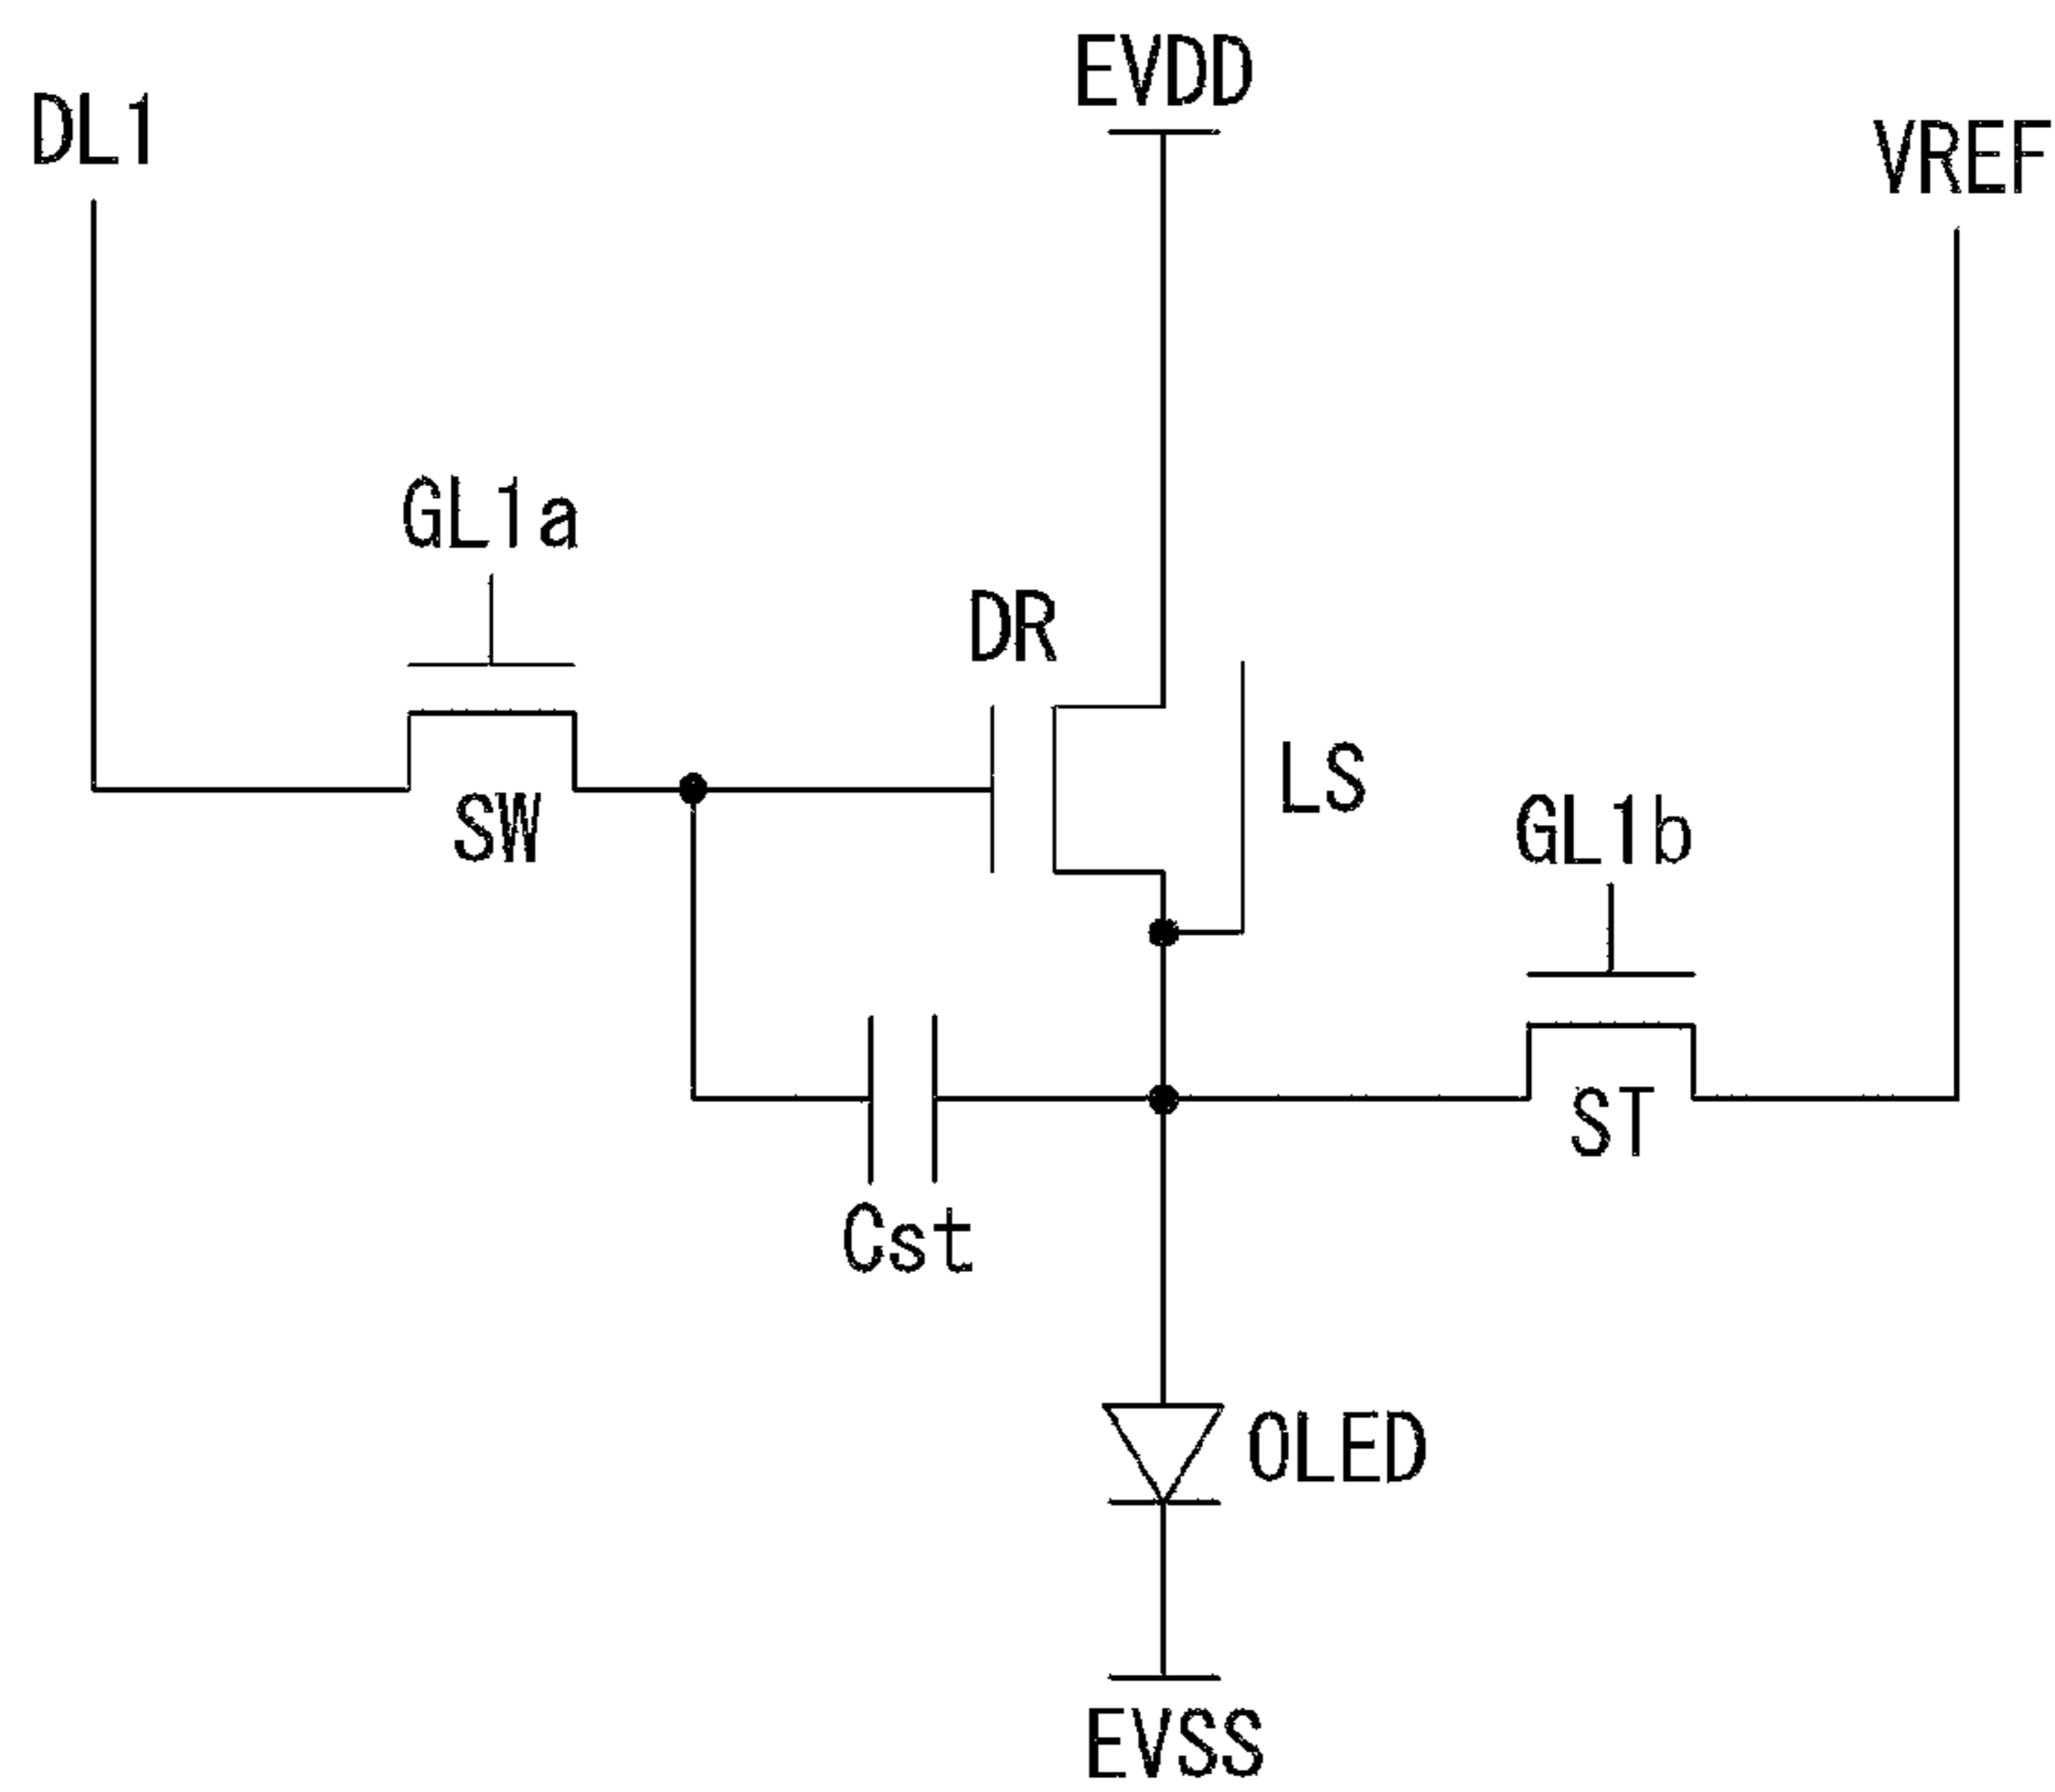 EVDD
DL1
VREF
GL1a
DR
LS
SW
GL1b
ST
Cst
OLED
EVSS